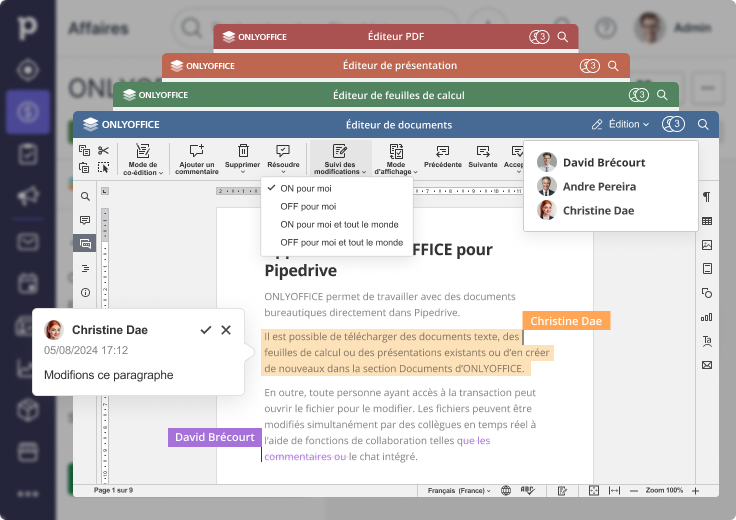 Affaires
Admin
ONLYOFFICE
Éditeur PDF
3
ONLYOFFICE
Éditeur de présentation
3
ONLYOFFICE
Éditeur de feuilles de calcul
3
ONLYOFFICE
Éditeur de documents
Édition
3
Mode de
co-édition
Ajouter un
commentaire
Supprimer
Résoudre
Suivi des
modifications
Mode
d'affichage
Précédente
Suivante
David Brécourt
Andre Pereira
Christine Dae
ON pour moi
OFF pour moi
ON pour moi et tout le monde
OFF pour moi et tout le monde
FFICE pour
Pipedrive
ONLYOFFICE permet de travailler avec des documents
bureautiques directement dans Pipedrive.
Christine Dae
Il est possible de télécharger des documents texte, des
feuilles de calcul ou des présentations existants ou d'en créer
de nouveaux dans la section Documents d'ONLYOFFICE.
Christine Dae
05/08/2024 17:12
Modifions ce paragraphe
En outre, toute personne ayant accès à la transaction peut
ouvrir le fichier pour le modifier. Les fichiers peuvent être
modifiés simultanément par des collègues en temps réel à
l'aide de fonctions de collaboration telles que les
commentaires ou le chat intégré.
David Brécourt
Page 1 sur 9
Français (France)
Zoom 100%